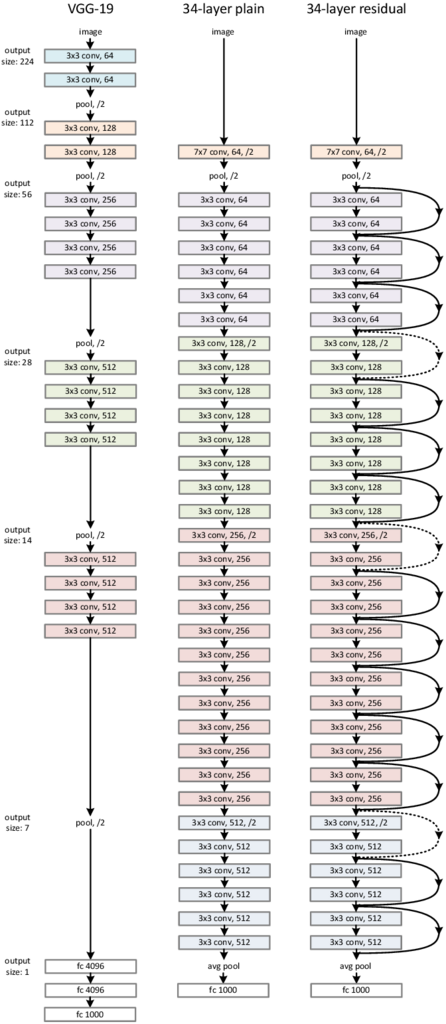 VGG-19
image
output
size: 224
3x3 conv, 64
3x3 conv, 64
pool, /2
output
size: 112
3x3 conv, 128
3x3 conv, 128
pool, /2
output
size: 56
3x3 conv, 256
3x3 conv, 256
3x3 conv, 256
3x3 conv, 256
pool, /2
output
size: 28
3x3 conv, 512
3x3 conv, 512
3x3 conv, 512
3x3 conv, 512
output
size: 14
pool, /2
3x3 conv, 512
3x3 conv, 512
3x3 conv, 512
3x3 conv, 512
output
size: 7
pool, /2
output
size: 1
fc 4096
fc 4096
fc 1000
34-layer plain
image
7x7 conv, 64, /2
pool, /2
3x3 conv, 64
3x3 conv, 64
3x3 conv, 64
3x3 conv, 64
3x3 conv, 64
3x3 conv, 64
3x3 conv, 128, /2
3x3 conv, 128
3x3 conv, 128
3x3 conv, 128
3x3 conv, 128
3x3 conv, 128
3x3 conv, 128
3x3 conv, 128
3x3 conv, 256, /2
3x3 conv, 256
3x3 conv, 256
3x3 conv, 256
3x3 conv, 256
3x3 conv, 256
3x3 conv, 256
3x3 conv, 256
3x3 conv, 256
3x3 conv, 256
3x3 conv, 256
3x3 conv, 256
3x3 conv, 512, /2
3x3 conv, 512
3x3 conv, 512
3x3 conv, 512
3x3 conv, 512
3x3 conv, 512
avg pool
fc 1000
34-layer residual
image
7x7 conv, 64, /2
pool, /2
3x3 conv, 64
3x3 conv, 64
3x3 conv, 64
3x3 conv, 64
3x3 conv, 64
3x3 conv, 64
3x3 conv, 128, /2
3x3 conv, 128
3x3 conv, 128
3x3 conv, 128
3x3 conv, 128
3x3 conv, 128
3x3 conv, 128
3x3 conv, 128
3x3 conv, 256, /2
3x3 conv, 256
3x3 conv, 256
3x3 conv, 256
3x3 conv, 256
3x3 conv, 256
3x3 conv, 256
3x3 conv, 256
3x3 conv, 256
3x3 conv, 256
3x3 conv, 256
3x3 conv, 256
3x3 conv, 512, /2
3x3 conv, 512
3x3 conv, 512
3x3 conv, 512
3x3 conv, 512
3x3 conv, 512
avg pool
fc 1000